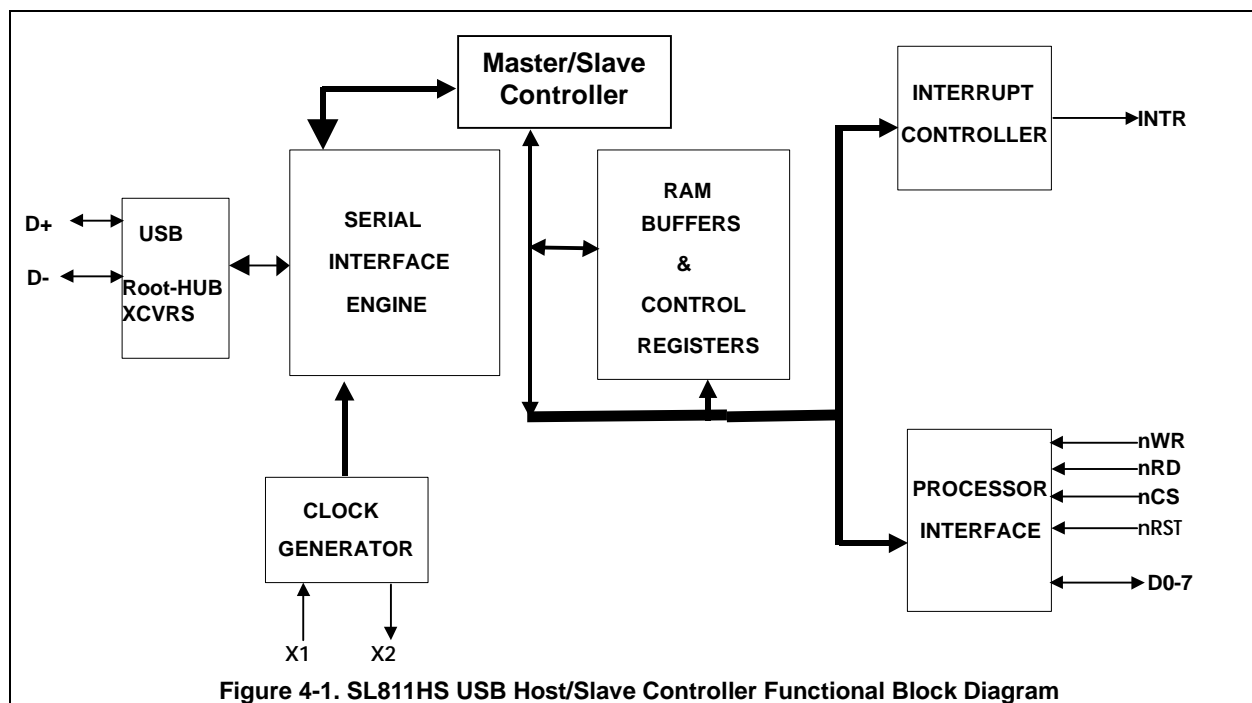 Master/Slave
Controller
INTERRUPT
CONTROLLER
INTR
RAM
BUFFERS
&
CONTROL
REGISTERS
SERIAL
INTERFACE
ENGINE
D+
D-
USB
Root-HUB
XCVRS
PROCESSOR
INTERFACE
nWR
nRD
nCS
nRST
D0-7
CLOCK
GENERATOR
X1
X2
Figure 4-1. SL811HS USB Host/Slave Controller Functional Block Diagram